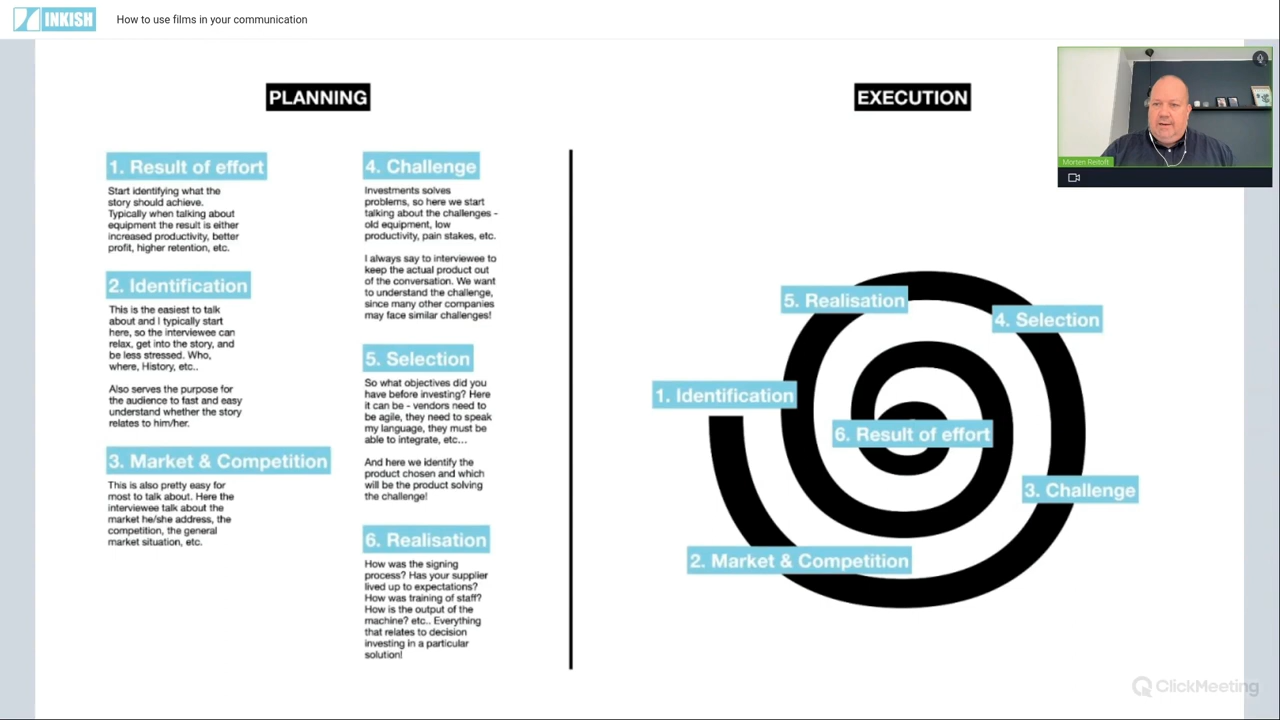 INKISH
How to use films in your communication
PLANNING
1. Result of effort
Start identifying what the
story should achieve.
Typically when talking about
equipment the result is either
increased productivity, better
profit, higher retention, etc.
2. Identification
This is the easiest to talk
about and I typically start
here, so the interviewee can
relax, get into the story, and
be less stressed. Who,
where, History, etc..
Also serves the purpose for
the audience to fast and easy
understand whether the story
relates to him/her.
3. Market & Competition
This is also pretty easy for
most to talk about. Here the
interviewee talk about the
market he/she address, the
competition, the general
market situation, etc.
4. Challenge
Investments solves
problems, so here we start
talking about the challenges -
old equipment, low
productivity, pain stakes, etc.
I always say to interviewee to
keep the actual product out
of the conversation. We want
to understand the challenge,
since many other companies
may face similar challenges!
5. Selection
So what objectives did you
have before investing? Here
it can be - vendors need to
be agile, they need to speak
my language, they must be
able to integrate, etc...
And here we identify the
product chosen and which
will be the product solving
the challenge!
6. Realisation
How was the signing
process? Has your supplier
lived up to expectations?
How was training of staff?
How is the output of the
machine? etc.. Everything
that relates to decision
investing in a particular
solution!
EXECUTION
5. Realisation
4. Selection
1. Identification
6. Result of effort
3. Challenge
2. Market & Competition
Morten Reitoft
ClickMeeting